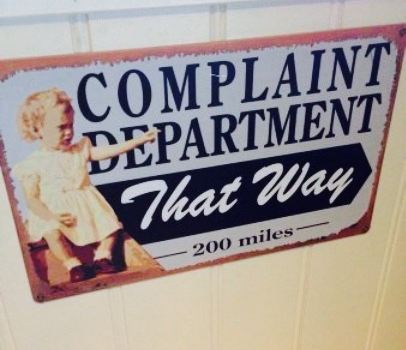 COMPLAINT
DEPARTMENT
That Way
200 miles